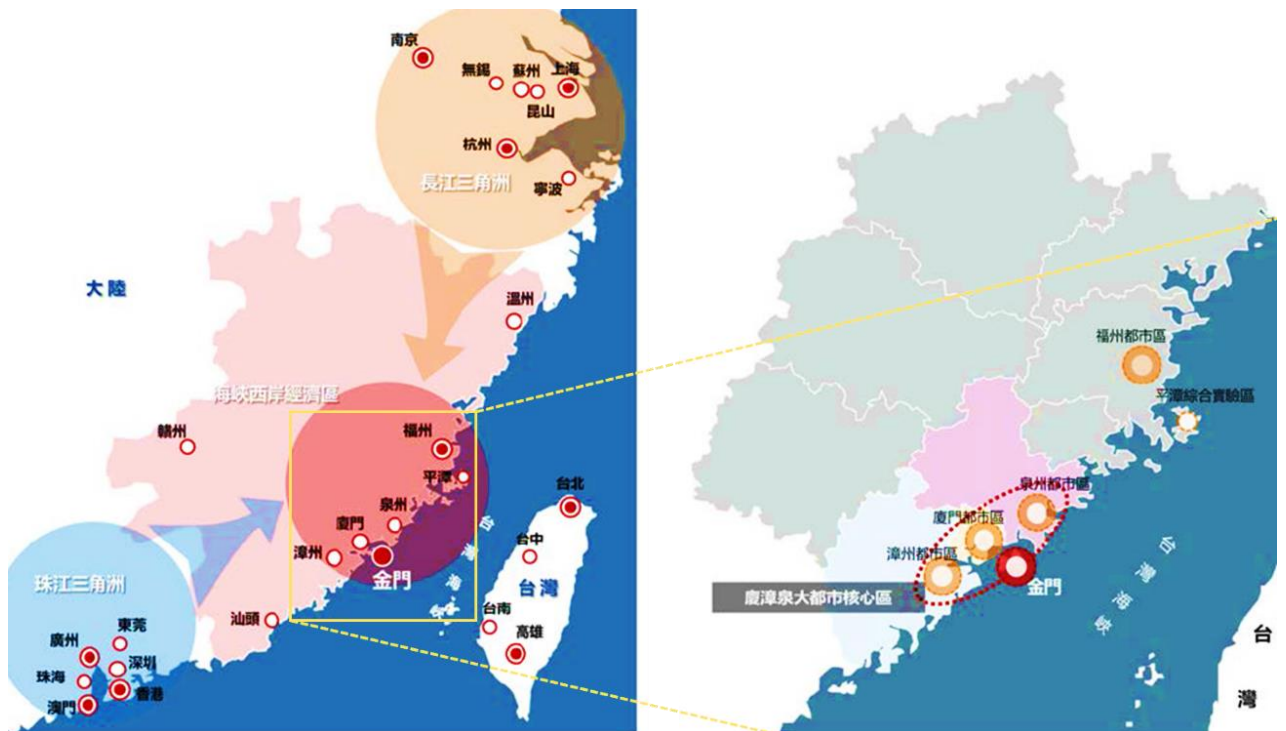 南京
無錫
蘇州
上海
昆山
杭州
長江三角洲
寧波
大陸
溫州
海峽西岸經濟區
贛州
福州
平潭
台北
泉州
廈門
漳州
金門
台灣海峽
台中
台灣
台南
高雄
珠江三角洲
汕頭
東莞
廣州
深圳
珠海
香港
澳門
福州都市區
平潭綜合實驗區
泉州都市區
廈門都市區
漳州都市區
金門
廈漳泉大都市核心區
台灣海峽
台灣